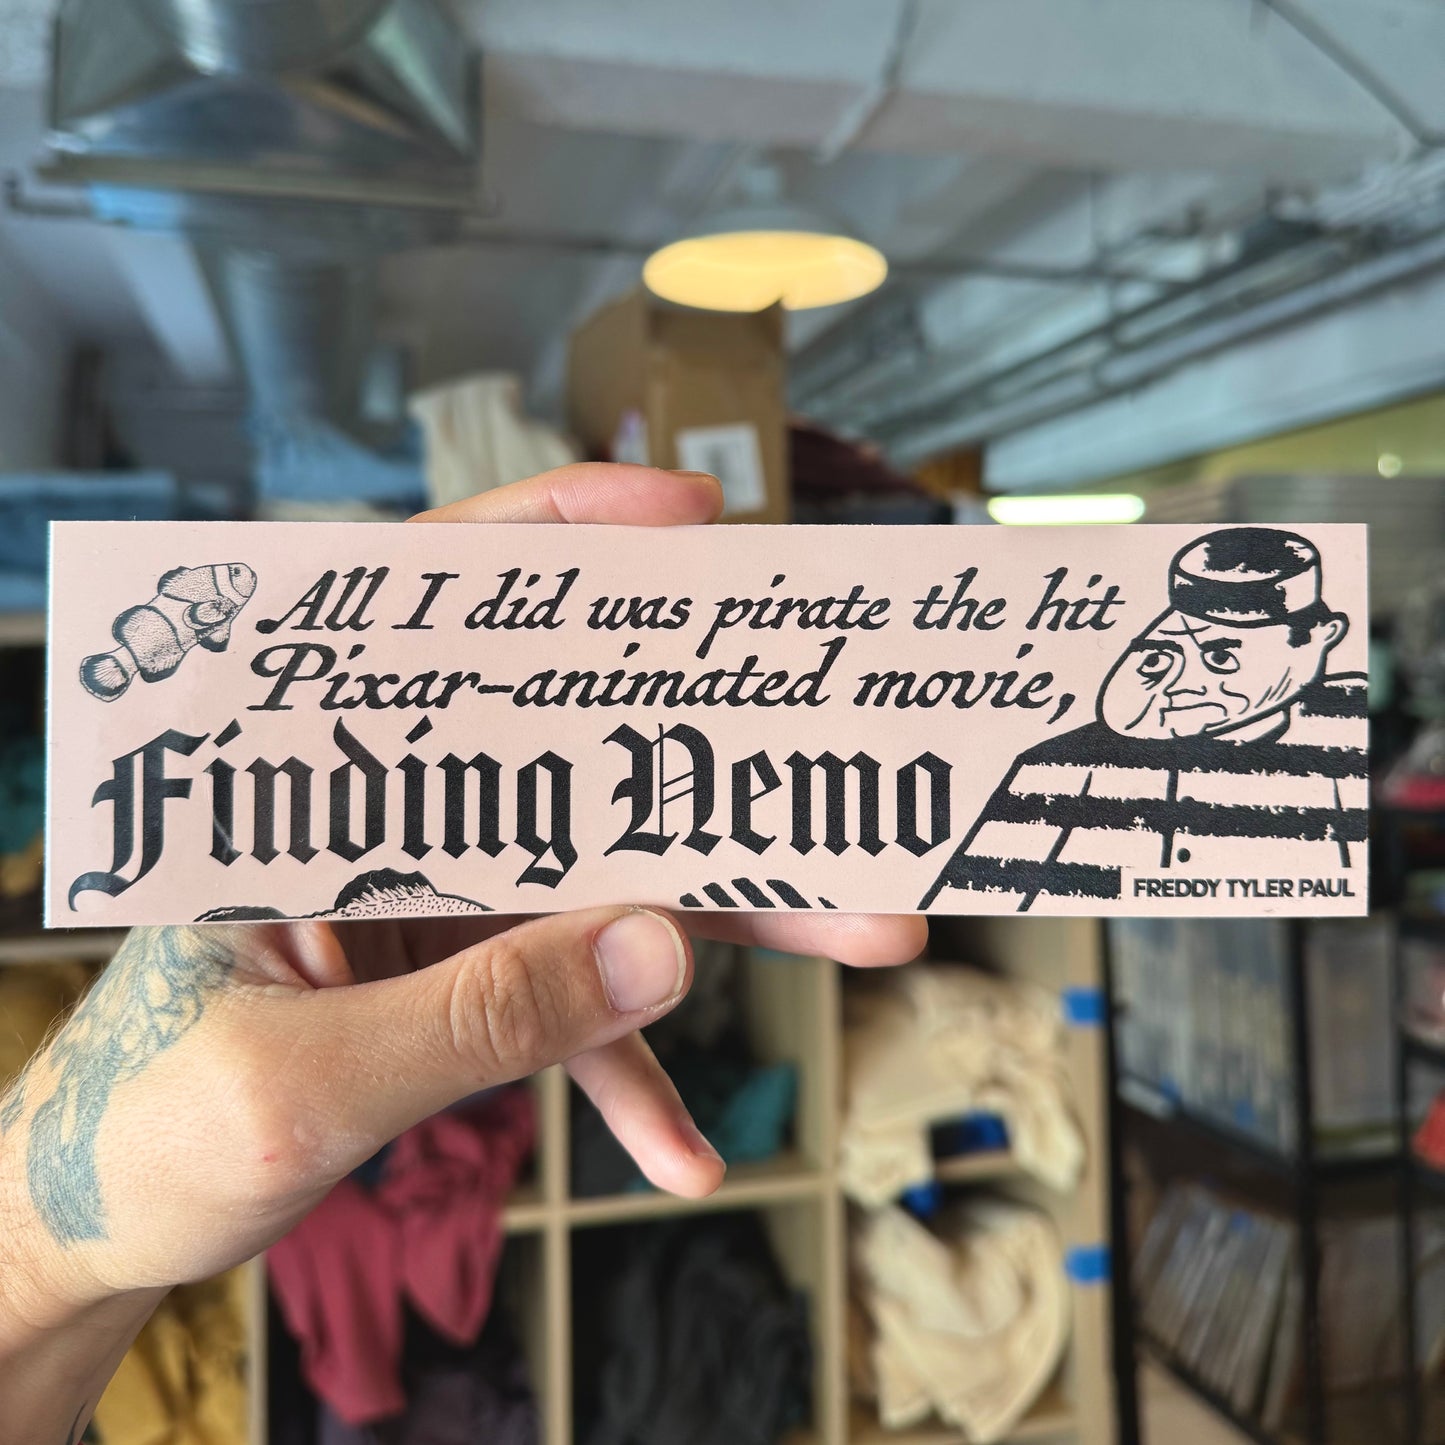 All I did was pirate the hit
Pixar-animated movie,
Finding Nemo
FREDDY TYLER PAUL